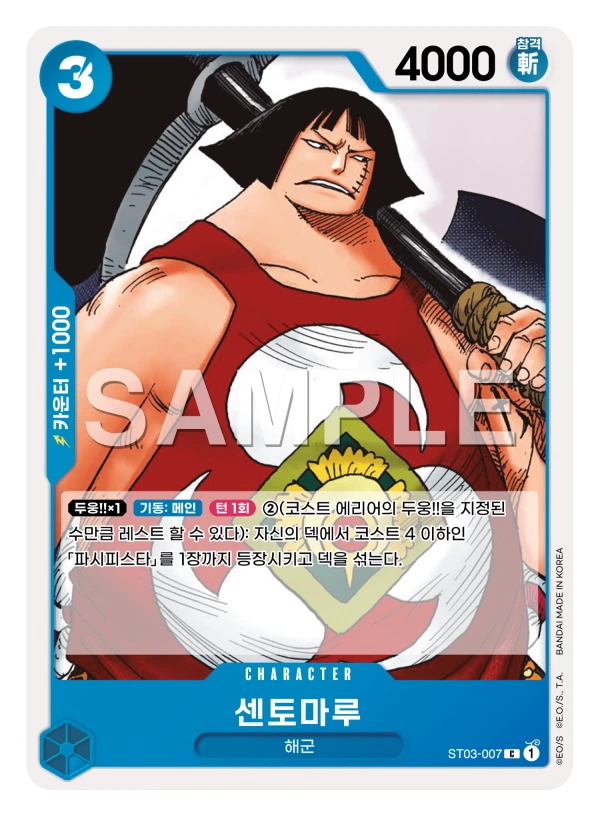 3
4000
참격
斬
카운터 +1000
SAMPLE
두웅!!×1 기동: 메인 턴 1회 ②(코스트 에리어의 두웅!!을 지정된
수만큼 레스트 할 수 있다): 자신의 덱에서 코스트 4 이하인
「파시피스타」를 1장까지 등장시키고 덱을 섞는다.
CHARACTER
센토마루
해군
ST03-007 C 1
©EO/S ©E.O./S., T.A. BANDAI MADE IN KOREA